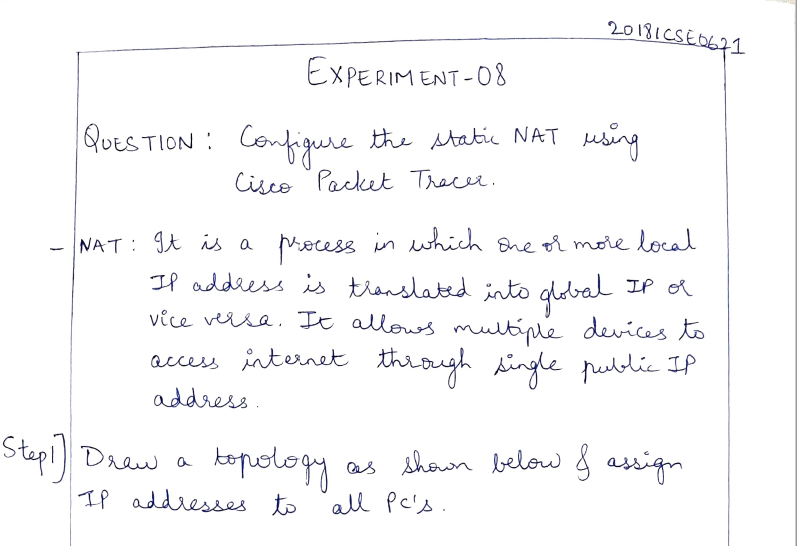 20181CSE0621
EXPERIMENT-08
QUESTION : Configure the static NAT using
Cisco Packet Tracer.
- NAT : It is a process in which one or more local
IP address is translated into global IP or
vice versa. It allows multiple devices to
access internet through single public IP
address.
Step1] Draw a topology as shown below & assign
IP addresses to all PC's.